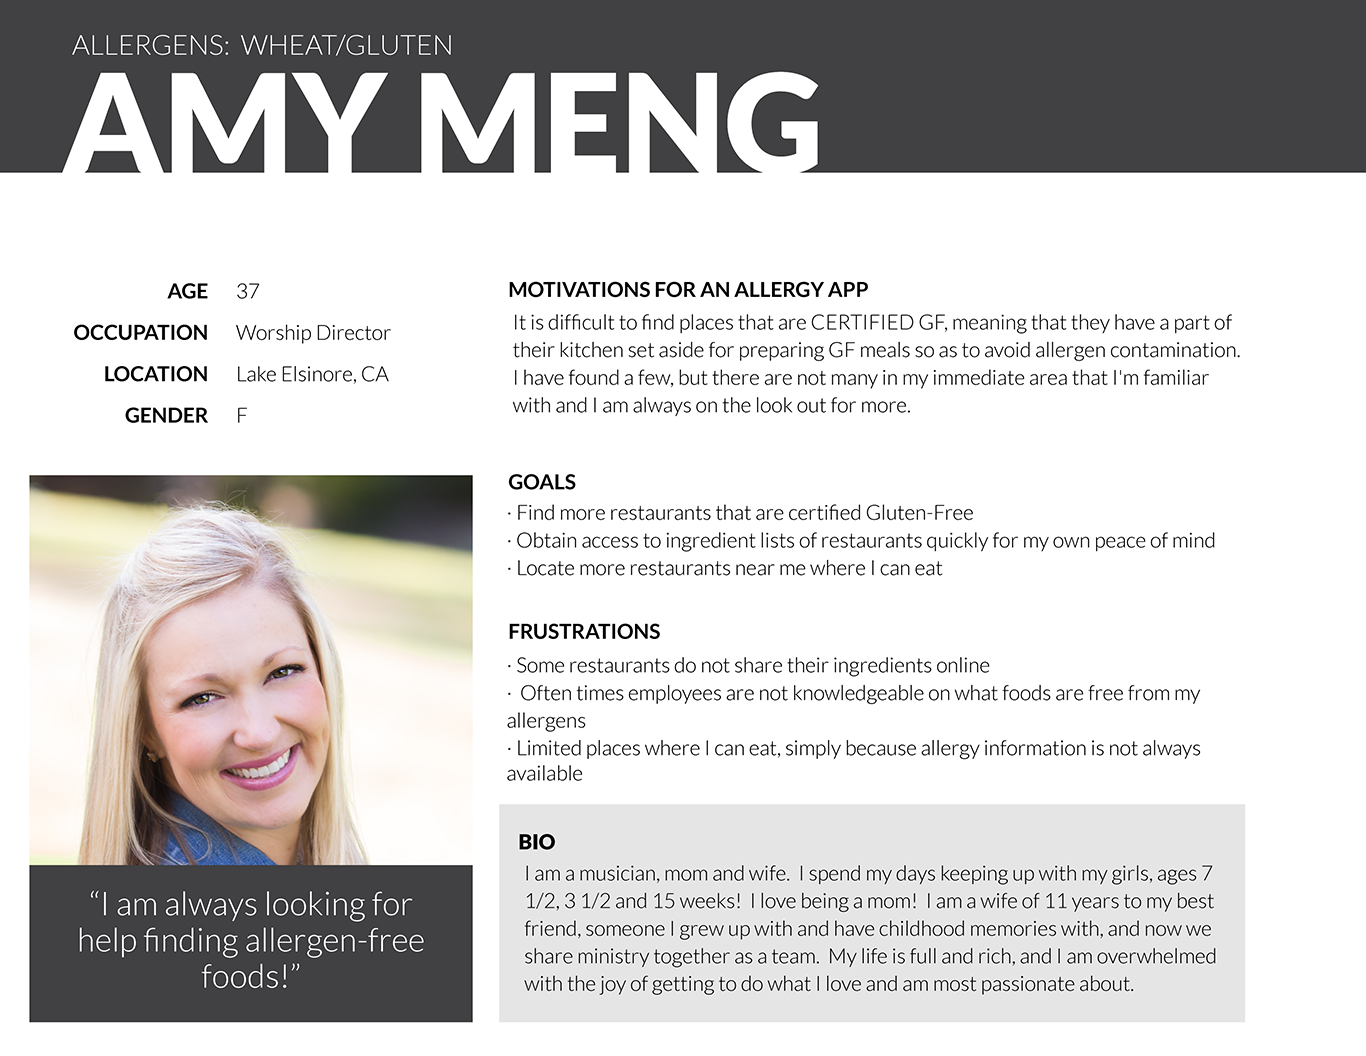 ALLERGENS: WHEAT/GLUTEN
AMY MENG
AGE 37
OCCUPATION Worship Director
LOCATION Lake Elsinore, CA
GENDER F
“I am always looking for
help finding allergen-free
foods!”
MOTIVATIONS FOR AN ALLERGY APP
It is difficult to find places that are CERTIFIED GF, meaning that they have a part of
their kitchen set aside for preparing GF meals so as to avoid allergen contamination.
I have found a few, but there are not many in my immediate area that I'm familiar
with and I am always on the look out for more.
GOALS
· Find more restaurants that are certified Gluten-Free
· Obtain access to ingredient lists of restaurants quickly for my own peace of mind
· Locate more restaurants near me where I can eat
FRUSTRATIONS
· Some restaurants do not share their ingredients online
· Often times employees are not knowledgeable on what foods are free from my
allergens
· Limited places where I can eat, simply because allergy information is not always
available
BIO
I am a musician, mom and wife. I spend my days keeping up with my girls, ages 7
1/2, 3 1/2 and 15 weeks! I love being a mom! I am a wife of 11 years to my best
friend, someone I grew up with and have childhood memories with, and now we
share ministry together as a team. My life is full and rich, and I am overwhelmed
with the joy of getting to do what I love and am most passionate about.